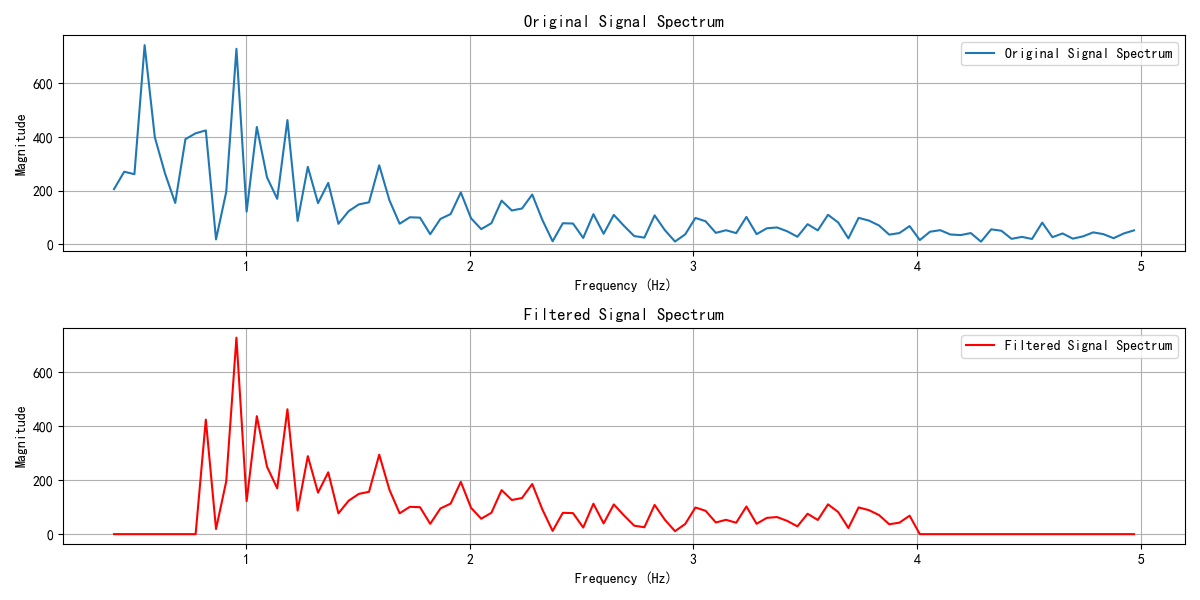 Original Signal Spectrum
Original Signal Spectrum
Magnitude
600
400
200
0
1 2 3 4 5
Frequency (Hz)
Filtered Signal Spectrum
Filtered Signal Spectrum
Magnitude
600
400
200
0
1 2 3 4 5
Frequency (Hz)